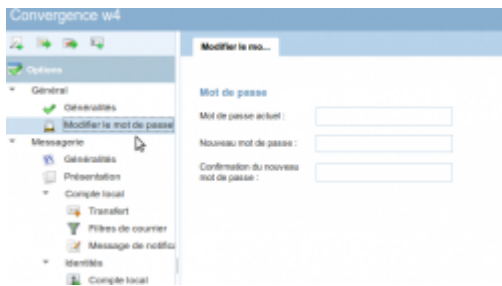 Convergence w4
Modifier le mo...
Options
Général
Généralités
Modifier le mot de passe
Messagerie
Généralités
Présentation
Compte local
Transfert
Filtres de courrier
Message de notific
Identités
Compte local
Mot de passe
Mot de passe actuel :
Nouveau mot de passe :
Confirmation du nouveau
mot de passe :